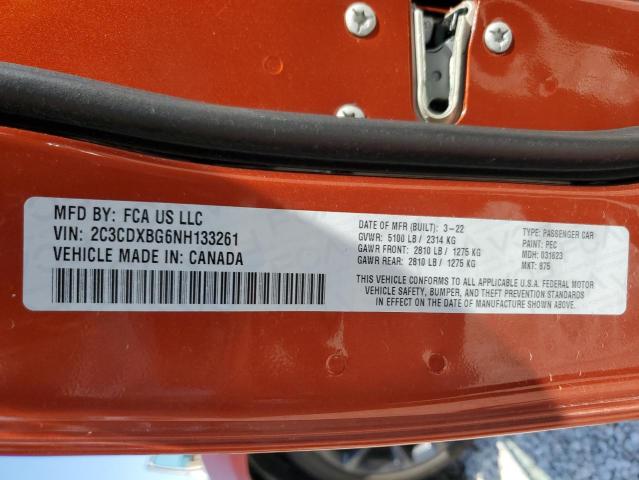 MFD BY: FCA US LLC
VIN: 2C3CDXBG6NH133261
VEHICLE MADE IN: CANADA
DATE OF MFR (BUILT): 3-22
GVWR: 5100 LB / 2314 KG
GAWR FRONT: 2810 LB / 1275 KG
GAWR REAR: 2810 LB / 1275 KG
TYPE: PASSENGER CAR
PAINT: PEC
MDH: 031623
MKT: 875
THIS VEHICLE CONFORMS TO ALL APPLICABLE U.S.A. FEDERAL MOTOR
VEHICLE SAFETY, BUMPER, AND THEFT PREVENTION STANDARDS
IN EFFECT ON THE DATE OF MANUFACTURE SHOWN ABOVE